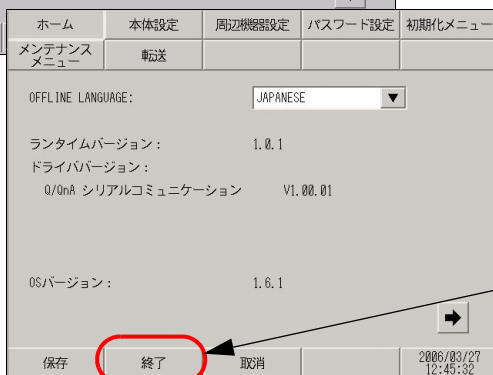 ホーム 本体設定 周辺機器設定 パスワード設定 初期化メニュー
メンテナンス
メニュー 転送
OFFLINE LANGUAGE: JAPANESE
ランタイムバージョン: 1.0.1
ドライババージョン:
Q/QnA シリアルコミュニケーション V1.00.01
OSバージョン: 1.6.1
保存 終了 取消 2006/03/27
12:45:32